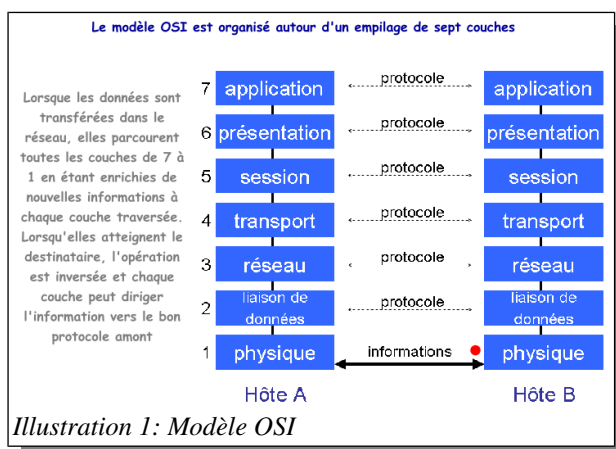 Le modèle OSI est organisé autour d'un empilage de sept couches
Lorsque les données sont
transférées dans le
réseau, elles parcourent
toutes les couches de 7 à
1 en étant enrichies de
nouvelles informations à
chaque couche traversée.
Lorsqu'elles atteignent le
destinataire, l'opération
est inversée et chaque
couche peut diriger
l'information vers le bon
protocole amont
7 application protocole application
6 présentation protocole présentation
5 session protocole session
4 transport protocole transport
3 réseau protocole réseau
2 liaison de données protocole liaison de données
1 physique informations physique
Hôte A Hôte B
Illustration 1: Modèle OSI